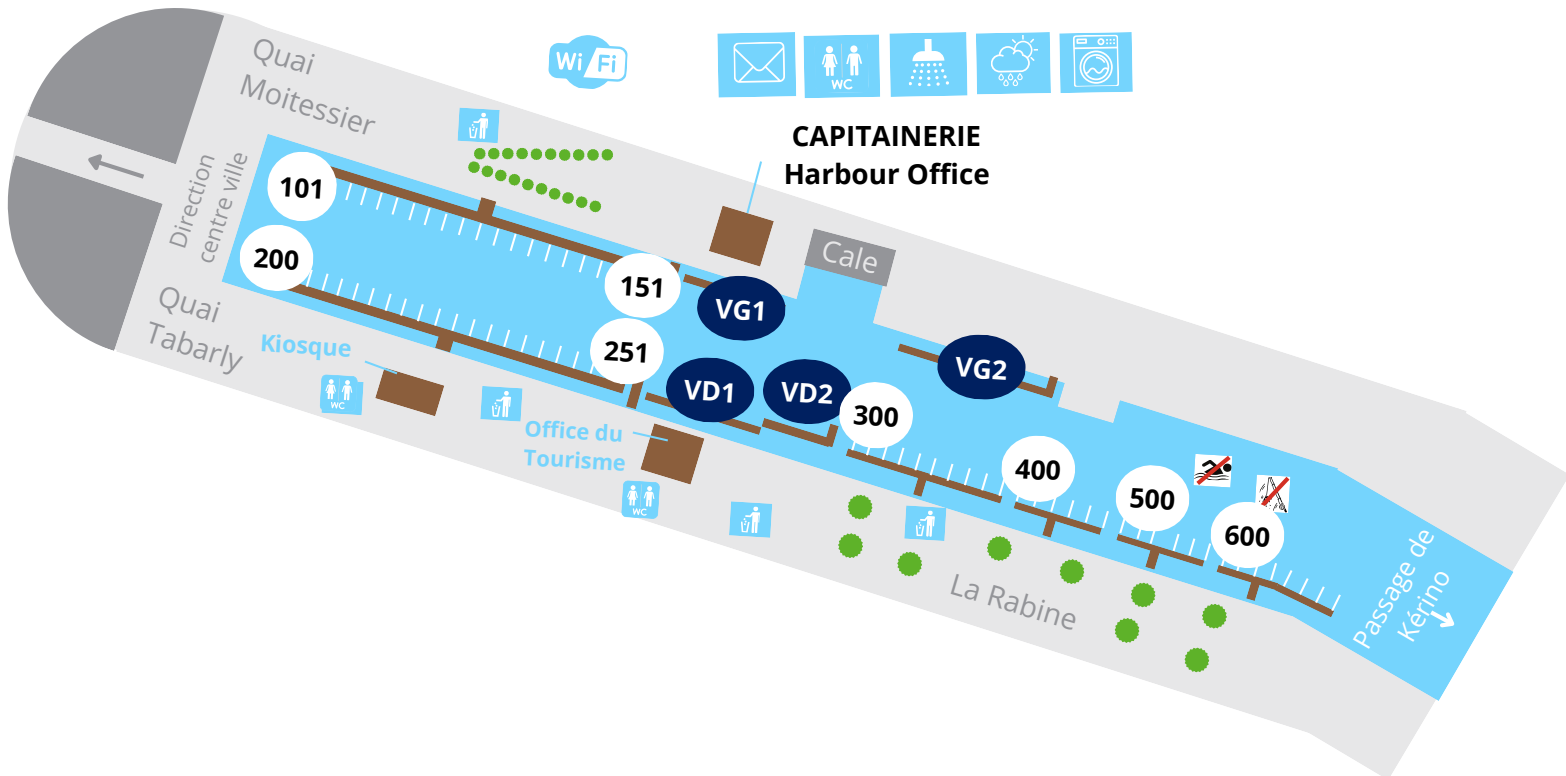 Quai
Moitessier
Wi Fi
WC
CAPITAINERIE
Harbour Office
Direction
centre ville
101
200
151
VG1
Cale
251
VD1
VD2
VG2
300
400
500
600
Quai
Tabarly
Kiosque
WC
Office du
Tourisme
WC
La Rabine
Passage de
Kérino